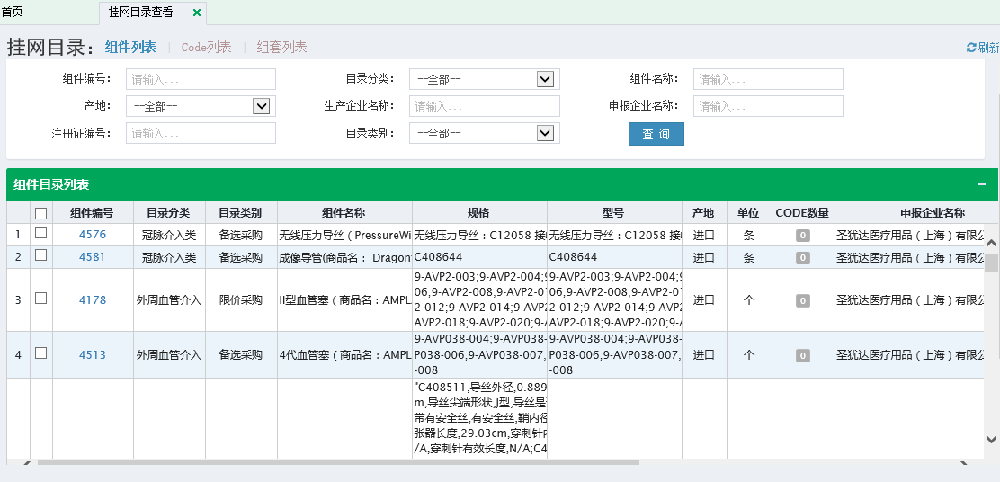 首页
挂网目录查看
挂网目录：
组件列表
Code列表
组套列表
刷新
组件编号：
请输入...
目录分类：
--全部--
组件名称：
请输入...
产地：
--全部--
生产企业名称：
请输入...
申报企业名称：
请输入...
注册证编号：
请输入...
目录类别：
--全部--
查 询
组件目录列表
组件编号 目录分类 目录类别 组件名称 规格 型号 产地 单位 CODE数量 申报企业名称
1 4576 冠脉介入类 备选采购 无线压力导丝（PressureWi 无线压力导丝：C12058 接 无线压力导丝：C12058 接 进口 条 0 圣犹达医疗用品（上海）有限公
2 4581 冠脉介入类 备选采购 成像导管(商品名： Dragon C408644 C408644 进口 条 0 圣犹达医疗用品（上海）有限公
3 4178 外周血管介入 限价采购 II型血管塞（商品名：AMPL
9-AVP2-003;9-AVP2-004;9
06;9-AVP2-008;9-AVP2-0
2-012;9-AVP2-014;9-AVP2
AVP2-018;9-AVP2-020;9-A
9-AVP2-003;9-AVP2-004;9
06;9-AVP2-008;9-AVP2-0
2-012;9-AVP2-014;9-AVP2
AVP2-018;9-AVP2-020;9-A
进口 个 0 圣犹达医疗用品（上海）有限公
4 4513 外周血管介入 备选采购 4代血管塞（商品名：AMPL
9-AVP038-004;9-AVP038-
P038-006;9-AVP038-007;
-008
9-AVP038-004;9-AVP038-
P038-006;9-AVP038-007;
-008
进口 个 0 圣犹达医疗用品（上海）有限公
"C408511,导丝外径,0.889
m,导丝尖端形状,J型,导丝是
带有安全丝,有安全丝,鞘内径
张器长度,29.03cm,穿刺针内
/A,穿刺针有效长度,N/A;C4